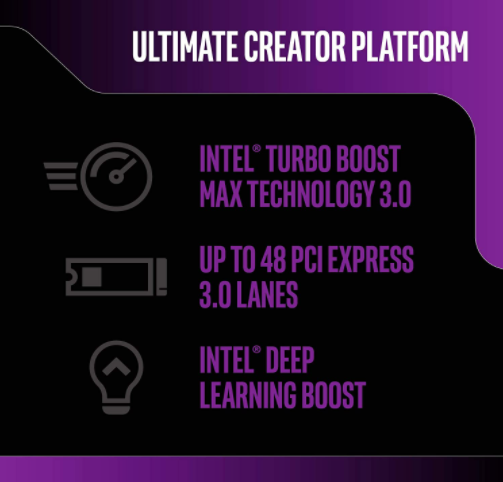 ULTIMATE CREATOR PLATFORM
INTEL® TURBO BOOST
MAX TECHNOLOGY 3.0
UP TO 48 PCI EXPRESS
3.0 LANES
INTEL® DEEP
LEARNING BOOST